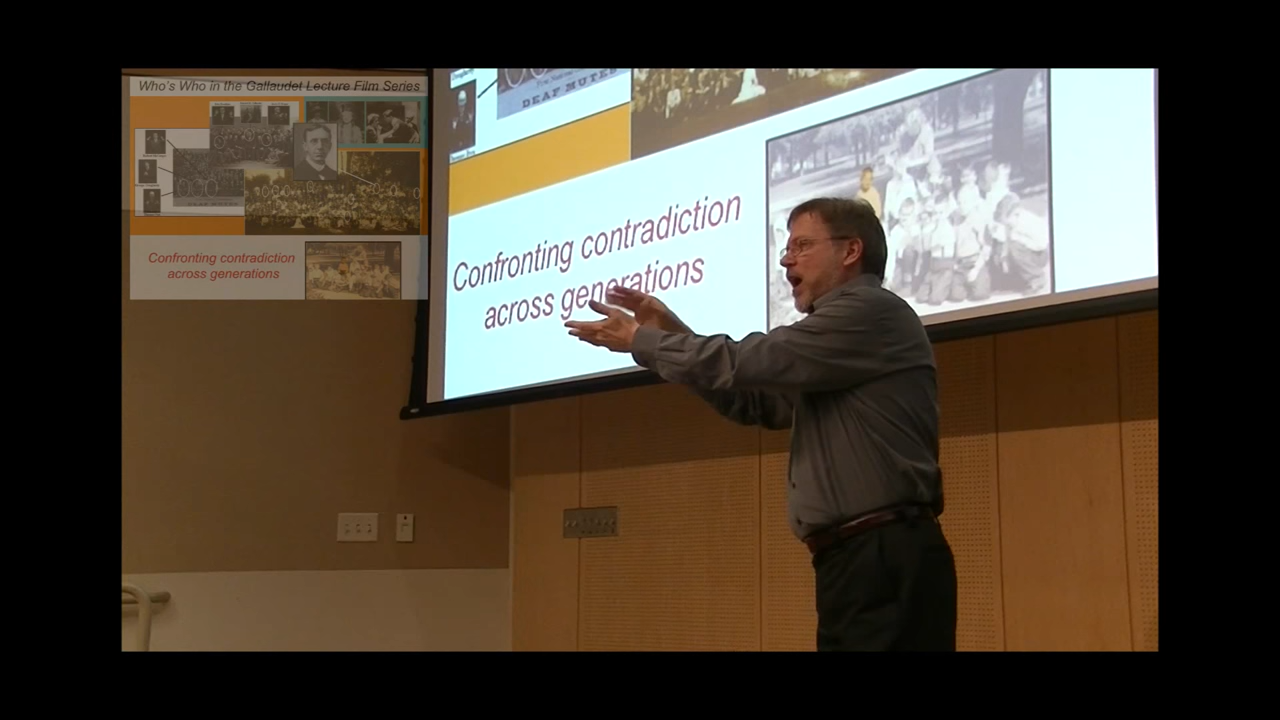 Who's Who in the Gallaudet Lecture Film Series
Confronting contradiction
across generations
DEAF MUTES
Confronting contradiction
across generations